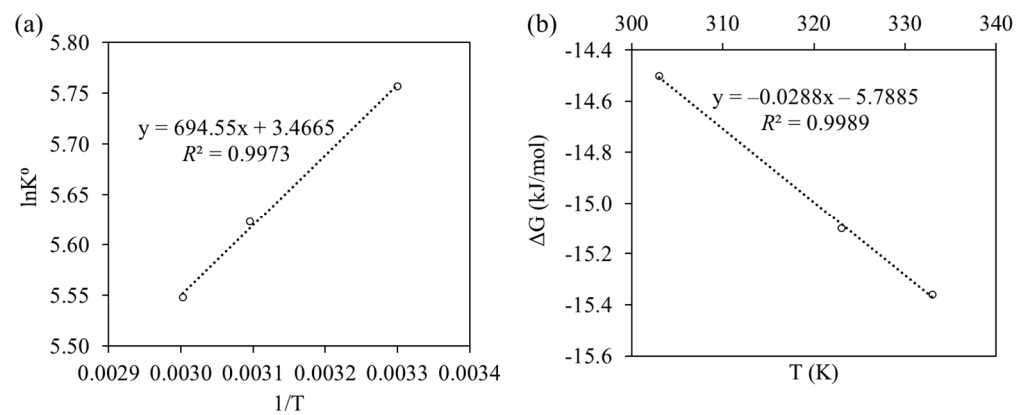 (a)
5.80
5.75
5.70
5.65
5.60
5.55
5.50
lnKº
y = 694.55x + 3.4665
R² = 0.9973
0.0029 0.0030 0.0031 0.0032 0.0033 0.0034
1/T
(b)
300 310 320 330 340
-14.4
-14.6
-14.8
-15.0
-15.2
-15.4
-15.6
ΔG (kJ/mol)
y = –0.0288x – 5.7885
R² = 0.9989
T (K)